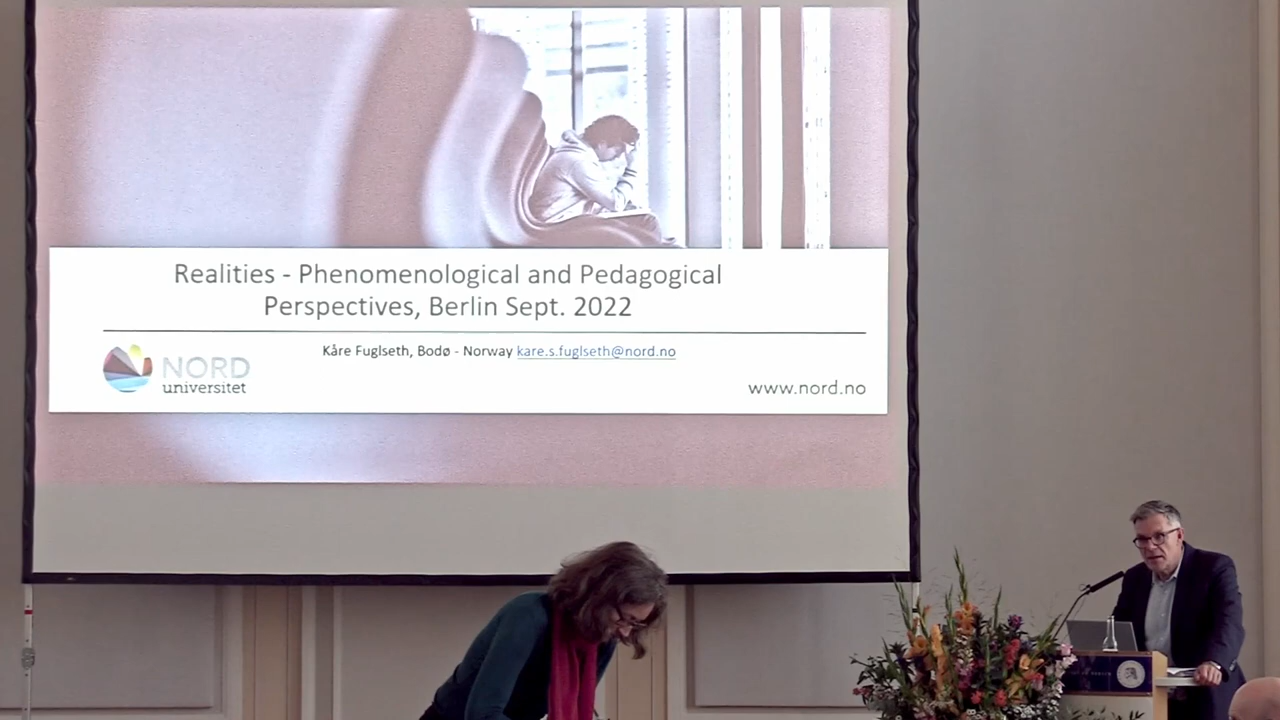 Realities - Phenomenological and Pedagogical
Perspectives, Berlin Sept. 2022
Kåre Fuglseth, Bodø - Norway kare.s.fuglseth@nord.no
NORD
universitet
www.nord.no